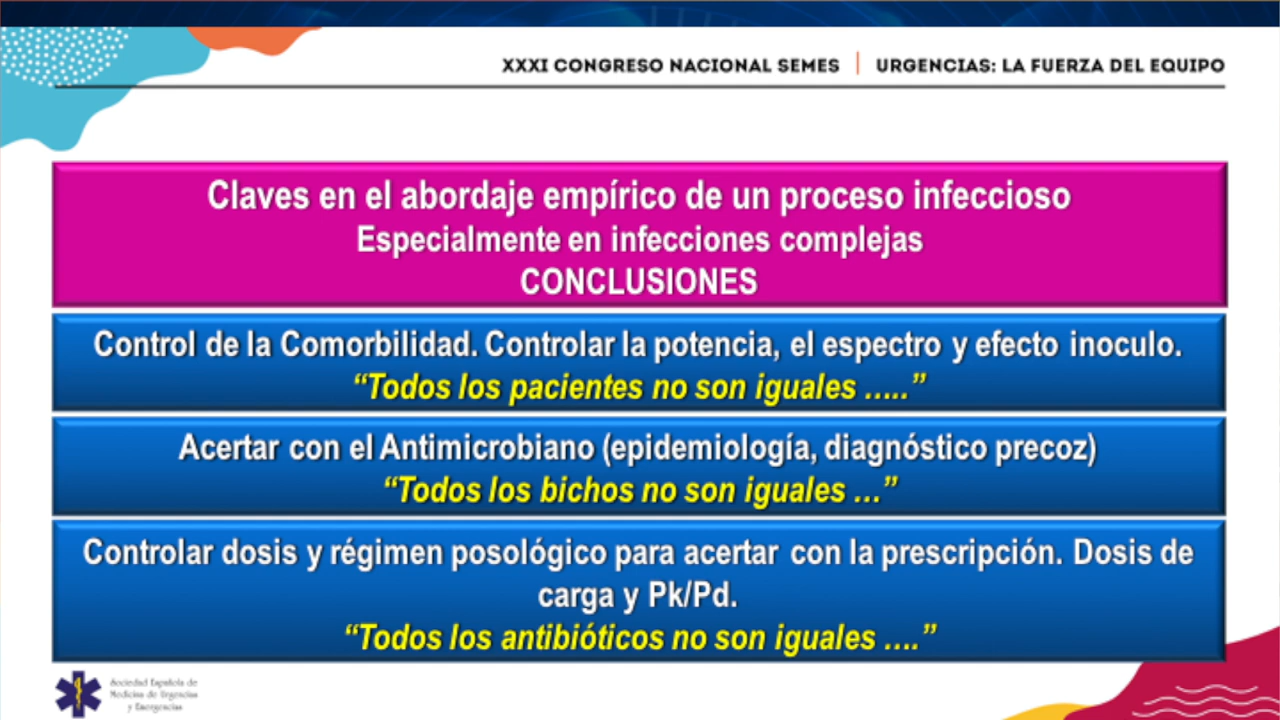 XXXI CONGRESO NACIONAL SEMES | URGENCIAS: LA FUERZA DEL EQUIPO
Claves en el abordaje empírico de un proceso infeccioso
Especialmente en infecciones complejas
CONCLUSIONES
Control de la Comorbilidad. Controlar la potencia, el espectro y efecto inoculo.
“Todos los pacientes no son iguales .....”
Acertar con el Antimicrobiano (epidemiología, diagnóstico precoz)
“Todos los bichos no son iguales ...”
Controlar dosis y régimen posológico para acertar con la prescripción. Dosis de
carga y Pk/Pd.
“Todos los antibióticos no son iguales ....”
Sociedad Española de
Medicina de Urgencias
y Emergencias